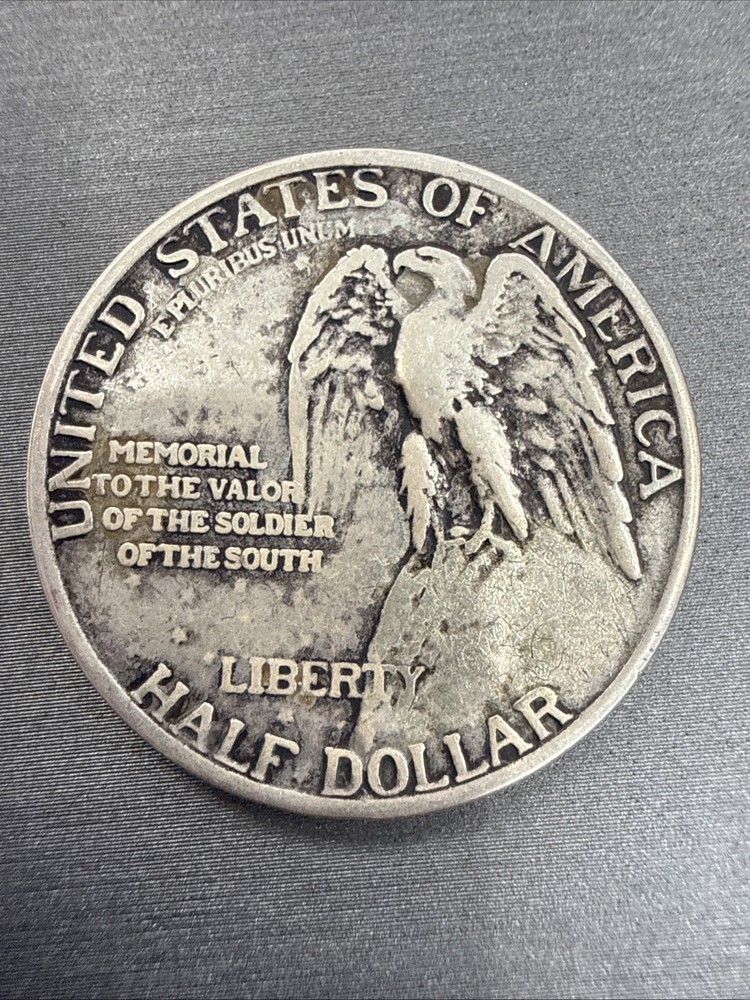 UNITED STATES OF AMERICA
E PLURIBUS UNUM
MEMORIAL
TO THE VALOR
OF THE SOLDIER
OF THE SOUTH
LIBERTY
HALF DOLLAR